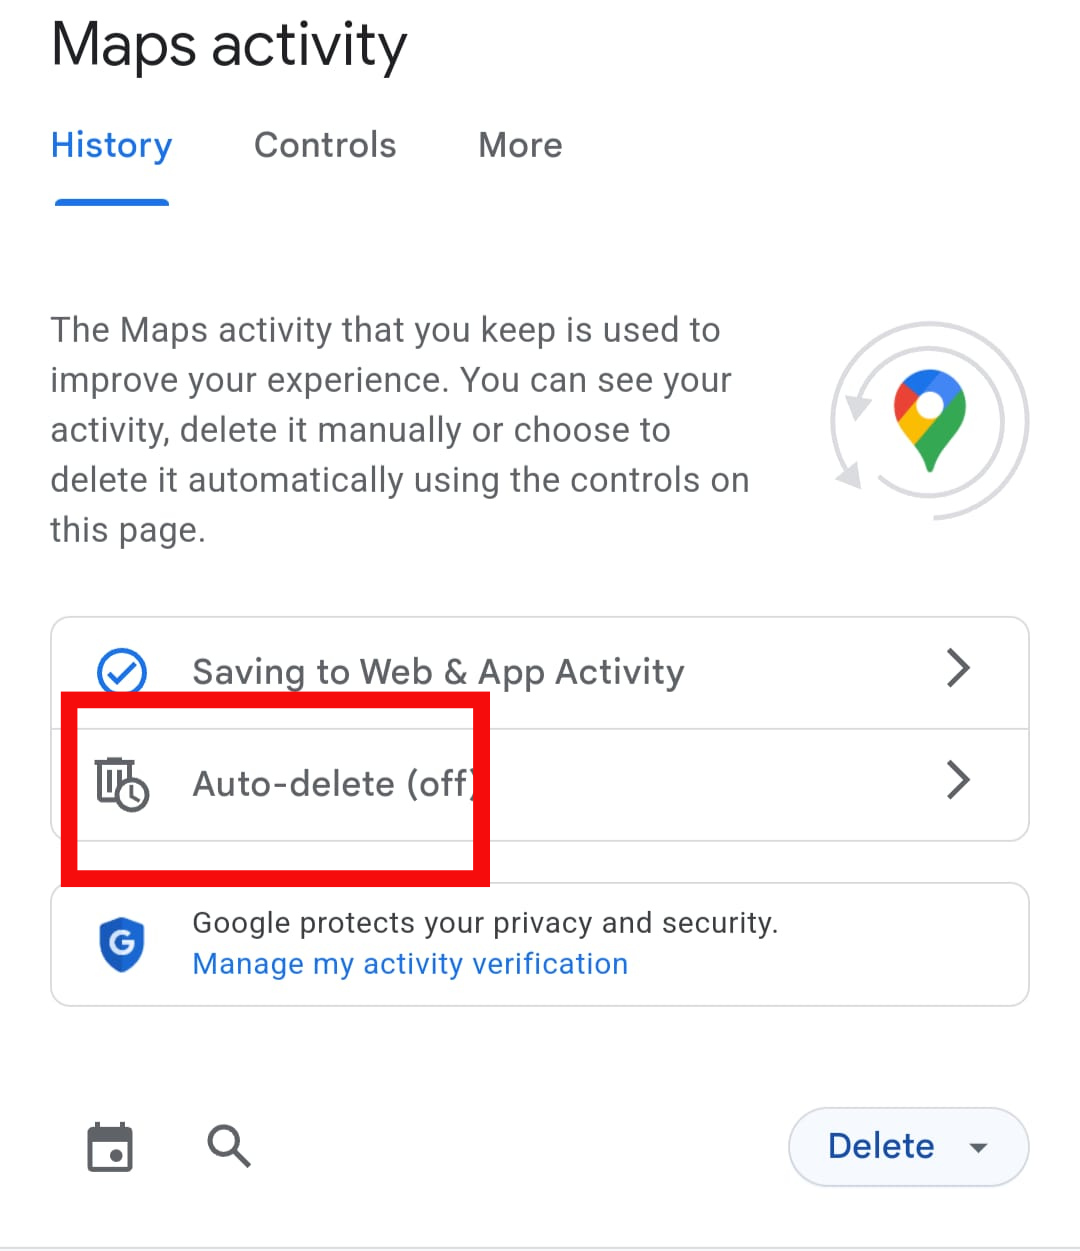 Maps activity
History Controls More
The Maps activity that you keep is used to
improve your experience. You can see your
activity, delete it manually or choose to
delete it automatically using the controls on
this page.
Saving to Web & App Activity
Auto-delete (off)
Google protects your privacy and security.
Manage my activity verification
Delete